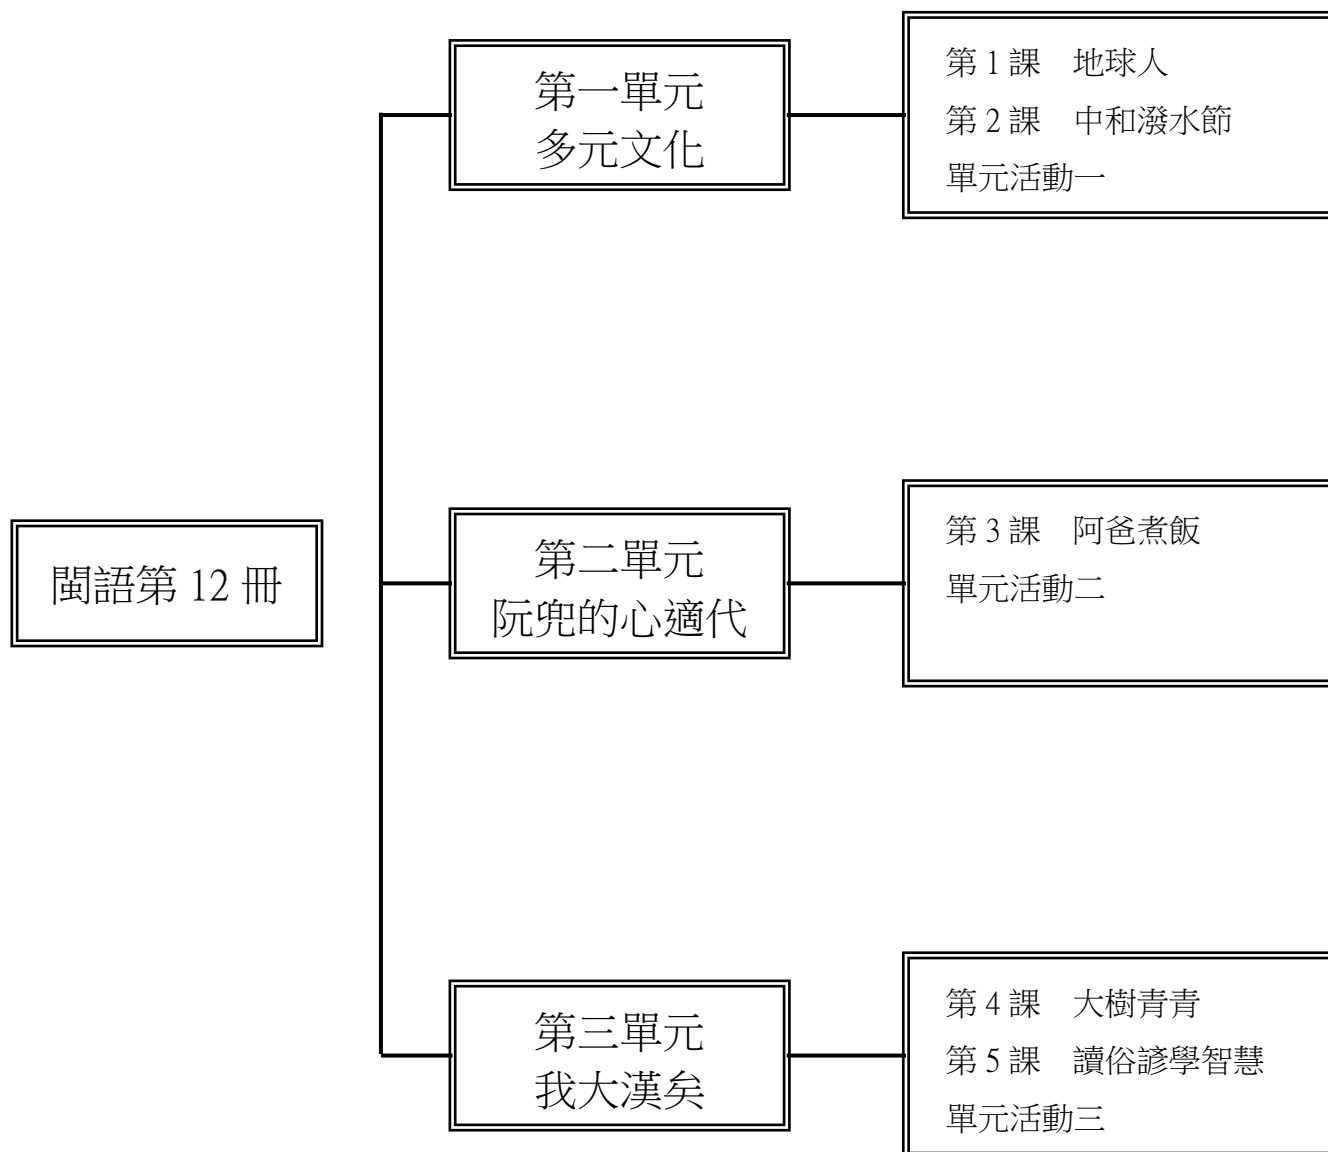 閩語第 12 冊
第一單元
多元文化
第 1 課　地球人
第 2 課　中和潑水節
單元活動一
第二單元
阮兜的心適代
第 3 課　阿爸煮飯
單元活動二
第三單元
我大漢矣
第 4 課　大樹青青
第 5 課　讀俗諺學智慧
單元活動三